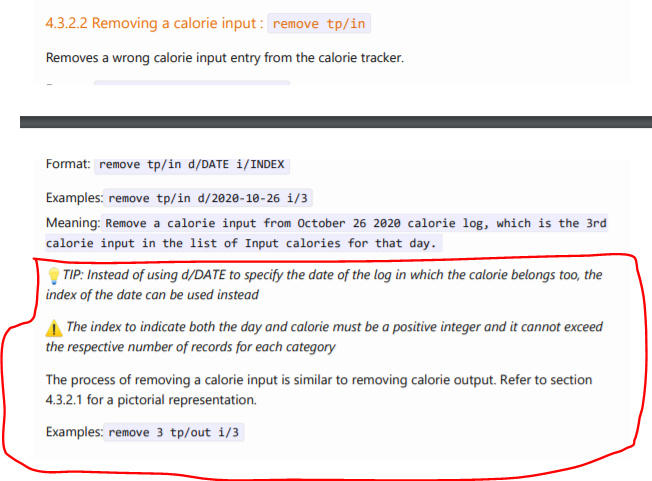 4.3.2.2 Removing a calorie input : remove tp/in
Removes a wrong calorie input entry from the calorie tracker.
Format: remove tp/in d/DATE i/INDEX
Examples: remove tp/in d/2020-10-26 i/3
Meaning: Remove a calorie input from October 26 2020 calorie log, which is the 3rd
calorie input in the list of Input calories for that day.
TIP: Instead of using d/DATE to specify the date of the log in which the calorie belongs too, the
index of the date can be used instead
The index to indicate both the day and calorie must be a positive integer and it cannot exceed
the respective number of records for each category
The process of removing a calorie input is similar to removing calorie output. Refer to section
4.3.2.1 for a pictorial representation.
Examples: remove 3 tp/out i/3